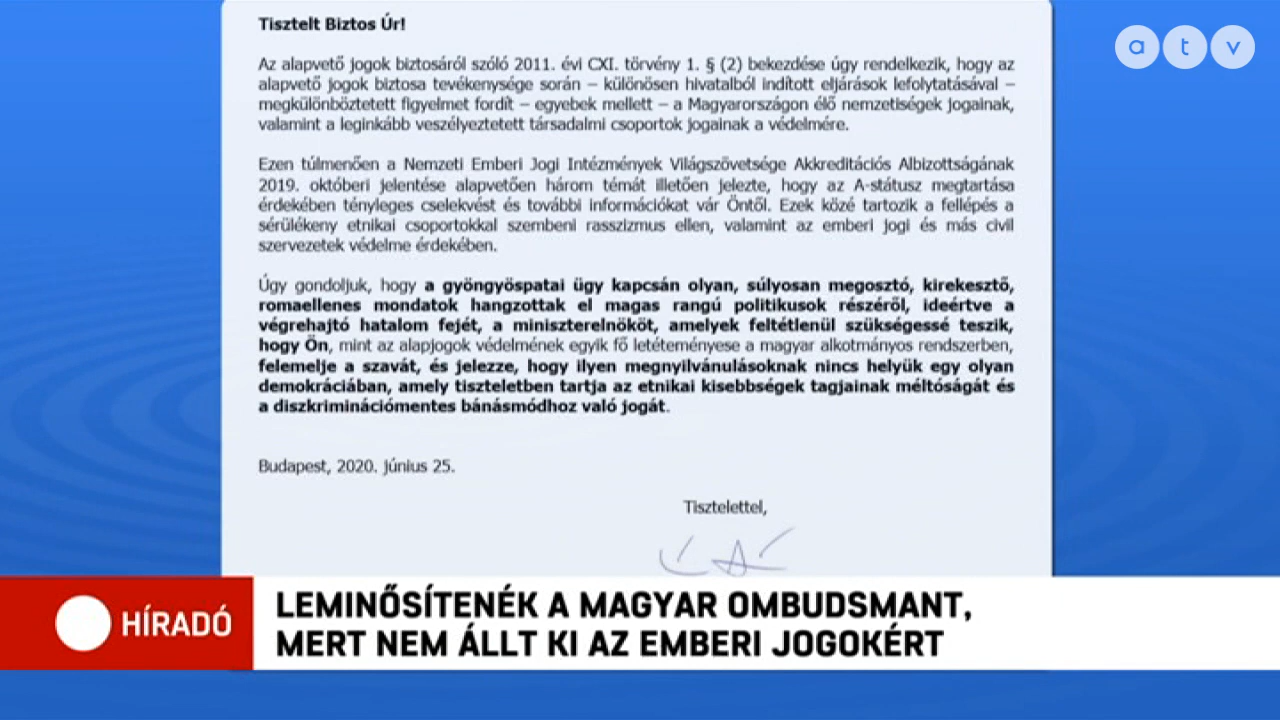 atv
Tisztelt Biztos Úr!
Az alapvető jogok biztosáról szóló 2011. évi CXI. törvény 1. § (2) bekezdése úgy rendelkezik, hogy az
alapvető jogok biztosa tevékenysége során – különösen hivatalból indított eljárások lefolytatásával –
megkülönböztetett figyelmet fordít – egyebek mellett – a Magyarországon élő nemzetiségek jogainak,
valamint a leginkább veszélyeztetett társadalmi csoportok jogainak a védelmére.
Ezen túlmenően a Nemzeti Emberi Jogi Intézmények Világszövetsége Akkreditációs Albizottságának
2019. októberi jelentése alapvetően három témát illetően jelezte, hogy az A-státusz megtartása
érdekében tényleges cselekvést és további információkat vár Öntől. Ezek közé tartozik a fellépés a
sérülékeny etnikai csoportokkal szembeni rasszizmus ellen, valamint az emberi jogi és más civil
szervezetek védelme érdekében.
Úgy gondoljuk, hogy a gyöngyöspatai ügy kapcsán olyan, súlyosan megosztó, kirekesztő,
romaellenes mondatok hangzottak el magas rangú politikusok részéről, ideértve a
végrehajtó hatalom fejét, a miniszterelnököt, amelyek feltétlenül szükségessé teszik,
hogy Ön, mint az alapjogok védelmének egyik fő letéteményese a magyar alkotmányos rendszerben,
felemelje a szavát, és jelezze, hogy ilyen megnyilvánulásoknak nincs helyük egy olyan
demokráciában, amely tiszteletben tartja az etnikai kisebbségek tagjainak méltóságát és
a diszkriminációmentes bánásmódhoz való jogát.
Budapest, 2020. június 25.
Tisztelettel,
HÍRADÓ
LEMINŐSÍTENÉK A MAGYAR OMBUDSMANT,
MERT NEM ÁLLT KI AZ EMBERI JOGOKÉRT